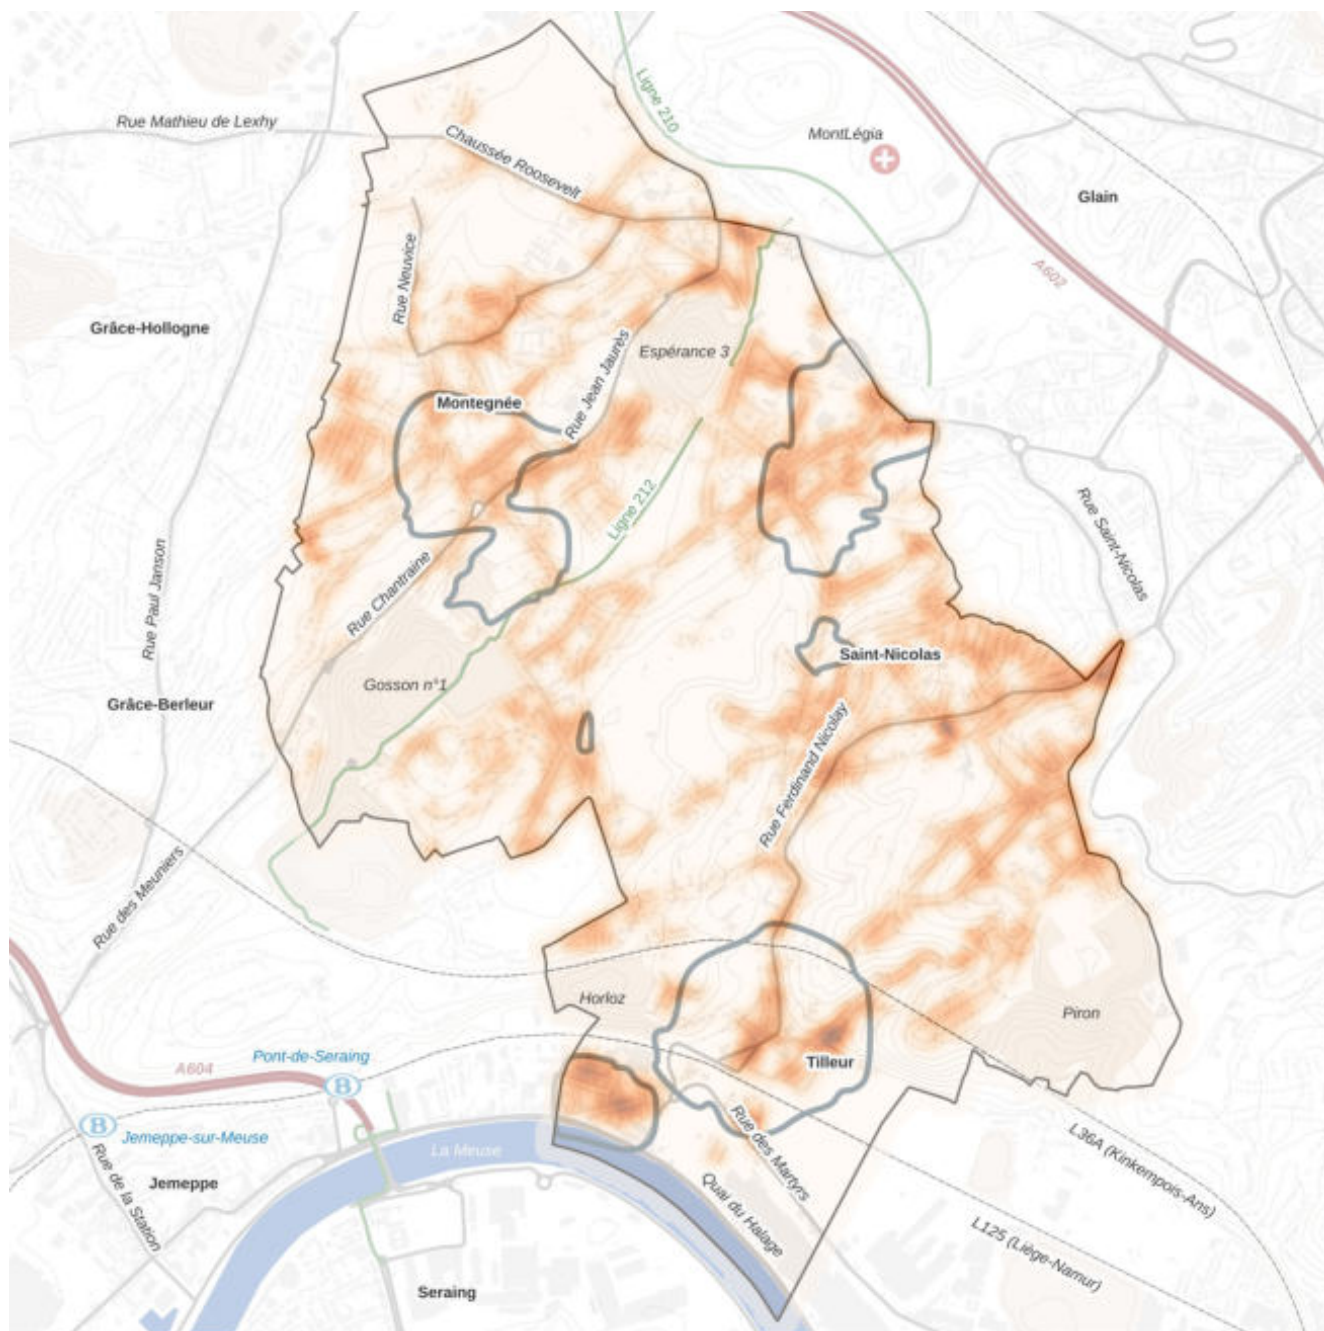 Ligne 210
Rue Mathieu de Lexhy
Chaussée Roosevelt
MontLégia
Glain
A602
Rue Neuvice
Grâce-Hollogne
Espérance 3
Rue Jean Jaurès
Montegnée
Ligne 212
Rue Saint-Nicolas
Rue Paul Janson
Rue Chantraine
Saint-Nicolas
Gosson n°1
Grâce-Berleur
Rue Ferdinand Nicolay
Rue des Meuniers
Horloz
Piron
Pont-de-Seraing
A604
B
Tilleur
B
Jemeppe-sur-Meuse
La Meuse
Rue des Martyrs
L36A (Kinkempois-Ans)
Rue de la Station
Jemeppe
Quai du Halage
L125 (Liège-Namur)
Seraing